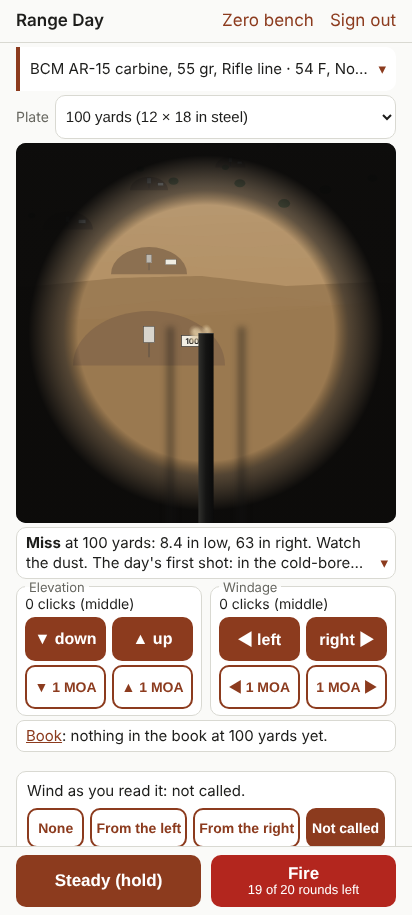 Range Day
Zero bench
Sign out
BCM AR-15 carbine, 55 gr, Rifle line · 54 F, No... ▾
Plate
100 yards (12 × 18 in steel)
100
Miss at 100 yards: 8.4 in low, 63 in right. Watch
the dust. The day's first shot: in the cold-bore... ▾
Elevation
0 clicks (middle)
▼ down
▲ up
▼ 1 MOA
▲ 1 MOA
Windage
0 clicks (middle)
◀ left
right ▶
◀ 1 MOA
1 MOA ▶
Book: nothing in the book at 100 yards yet.
Wind as you read it: not called.
None
From the left
From the right
Not called
Steady (hold)
Fire
19 of 20 rounds left